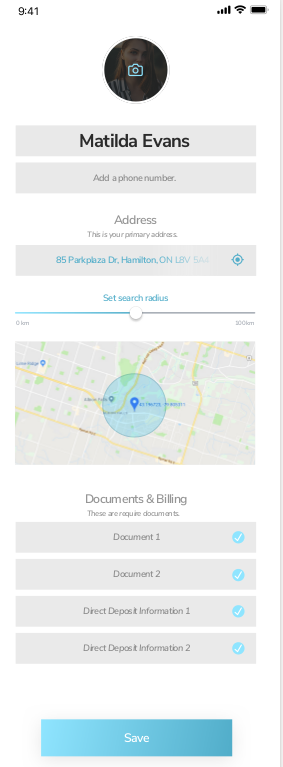 9:41
Matilda Evans
Add a phone number.
Address
This is your primary address.
85 Parkplaza Dr, Hamilton, ON L8V 5A4
Set search radius
0 km
100km
Documents & Billing
These are require documents.
Document 1
Document 2
Direct Deposit Information 1
Direct Deposit Information 2
Save